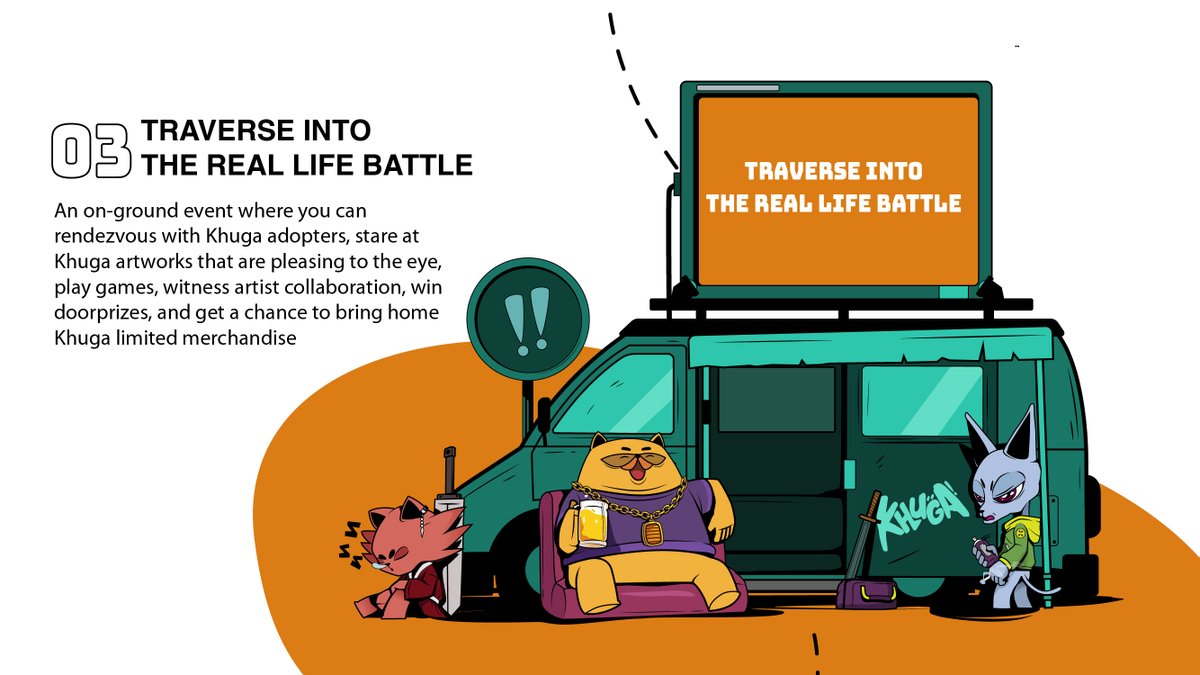 03
TRAVERSE INTO
THE REAL LIFE BATTLE
An on-ground event where you can
rendezvous with Khuga adopters, stare at
Khuga artworks that are pleasing to the eye,
play games, witness artist collaboration, win
doorprizes, and get a chance to bring home
Khuga limited merchandise
TRAVERSE INTO
THE REAL LIFE BATTLE
!!
KHUGA!